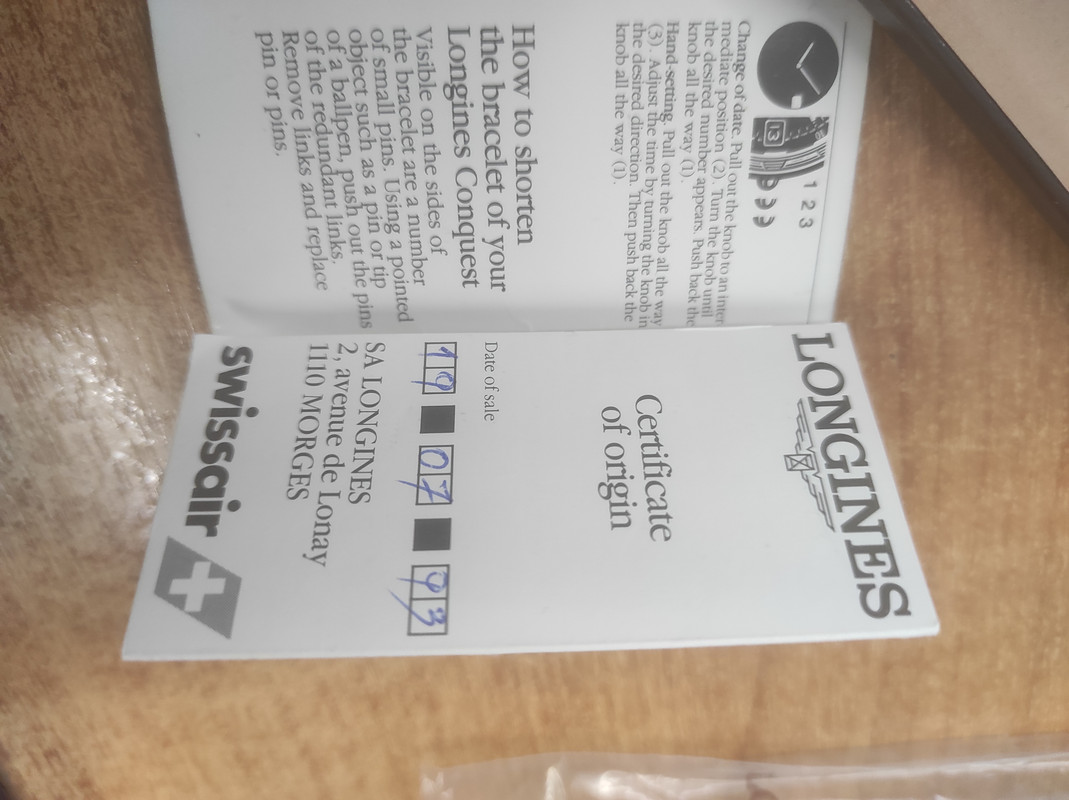 1 2 3
13
Change of date. Pull out the knob to an inter
mediate position (2). Turn the knob until
the desired number appears. Push back the
knob all the way (1).
Hand-setting. Pull out the knob all the way
(3). Adjust the time by turning the knob in
the desired direction. Then push back the
knob all the way (1).
How to shorten
the bracelet of your
Longines Conquest
Visible on the sides of
the bracelet are a number
of small pins. Using a pointed
object such as a pin or tip
of a ballpen, push out the pins
of the redundant links.
Remove links and replace
pin or pins.
LONGINES
Certificate
of origin
Date of sale
19 07 93
SA LONGINES
2, avenue de Lonay
1110 MORGES
swissair